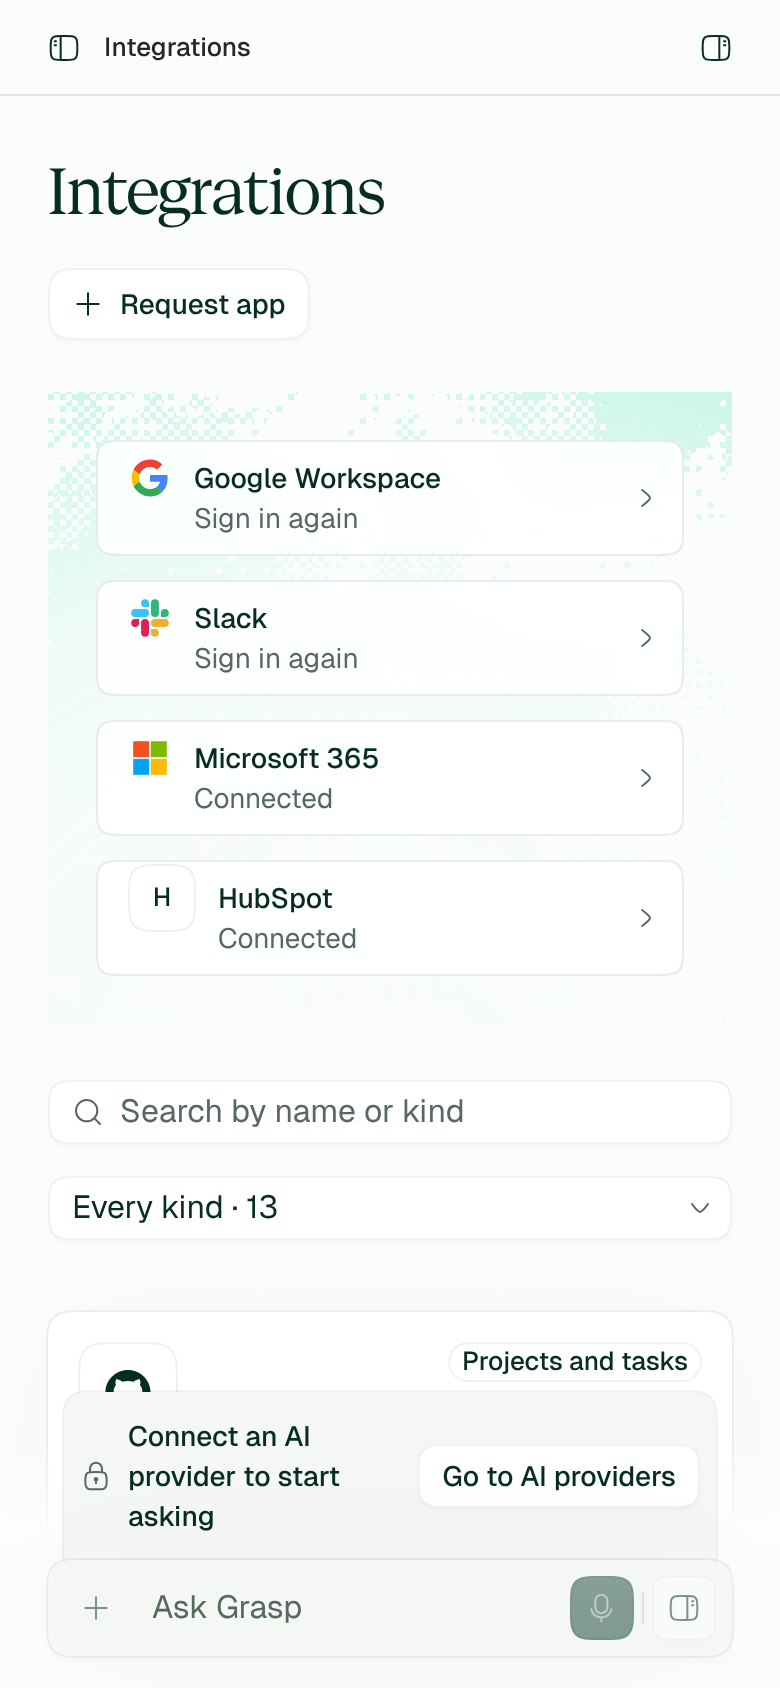 Integrations
Integrations
Request app
Google Workspace
Sign in again
Slack
Sign in again
Microsoft 365
Connected
H
HubSpot
Connected
Search by name or kind
Every kind · 13
Projects and tasks
Connect an AI
provider to start
asking
Go to AI providers
Ask Grasp